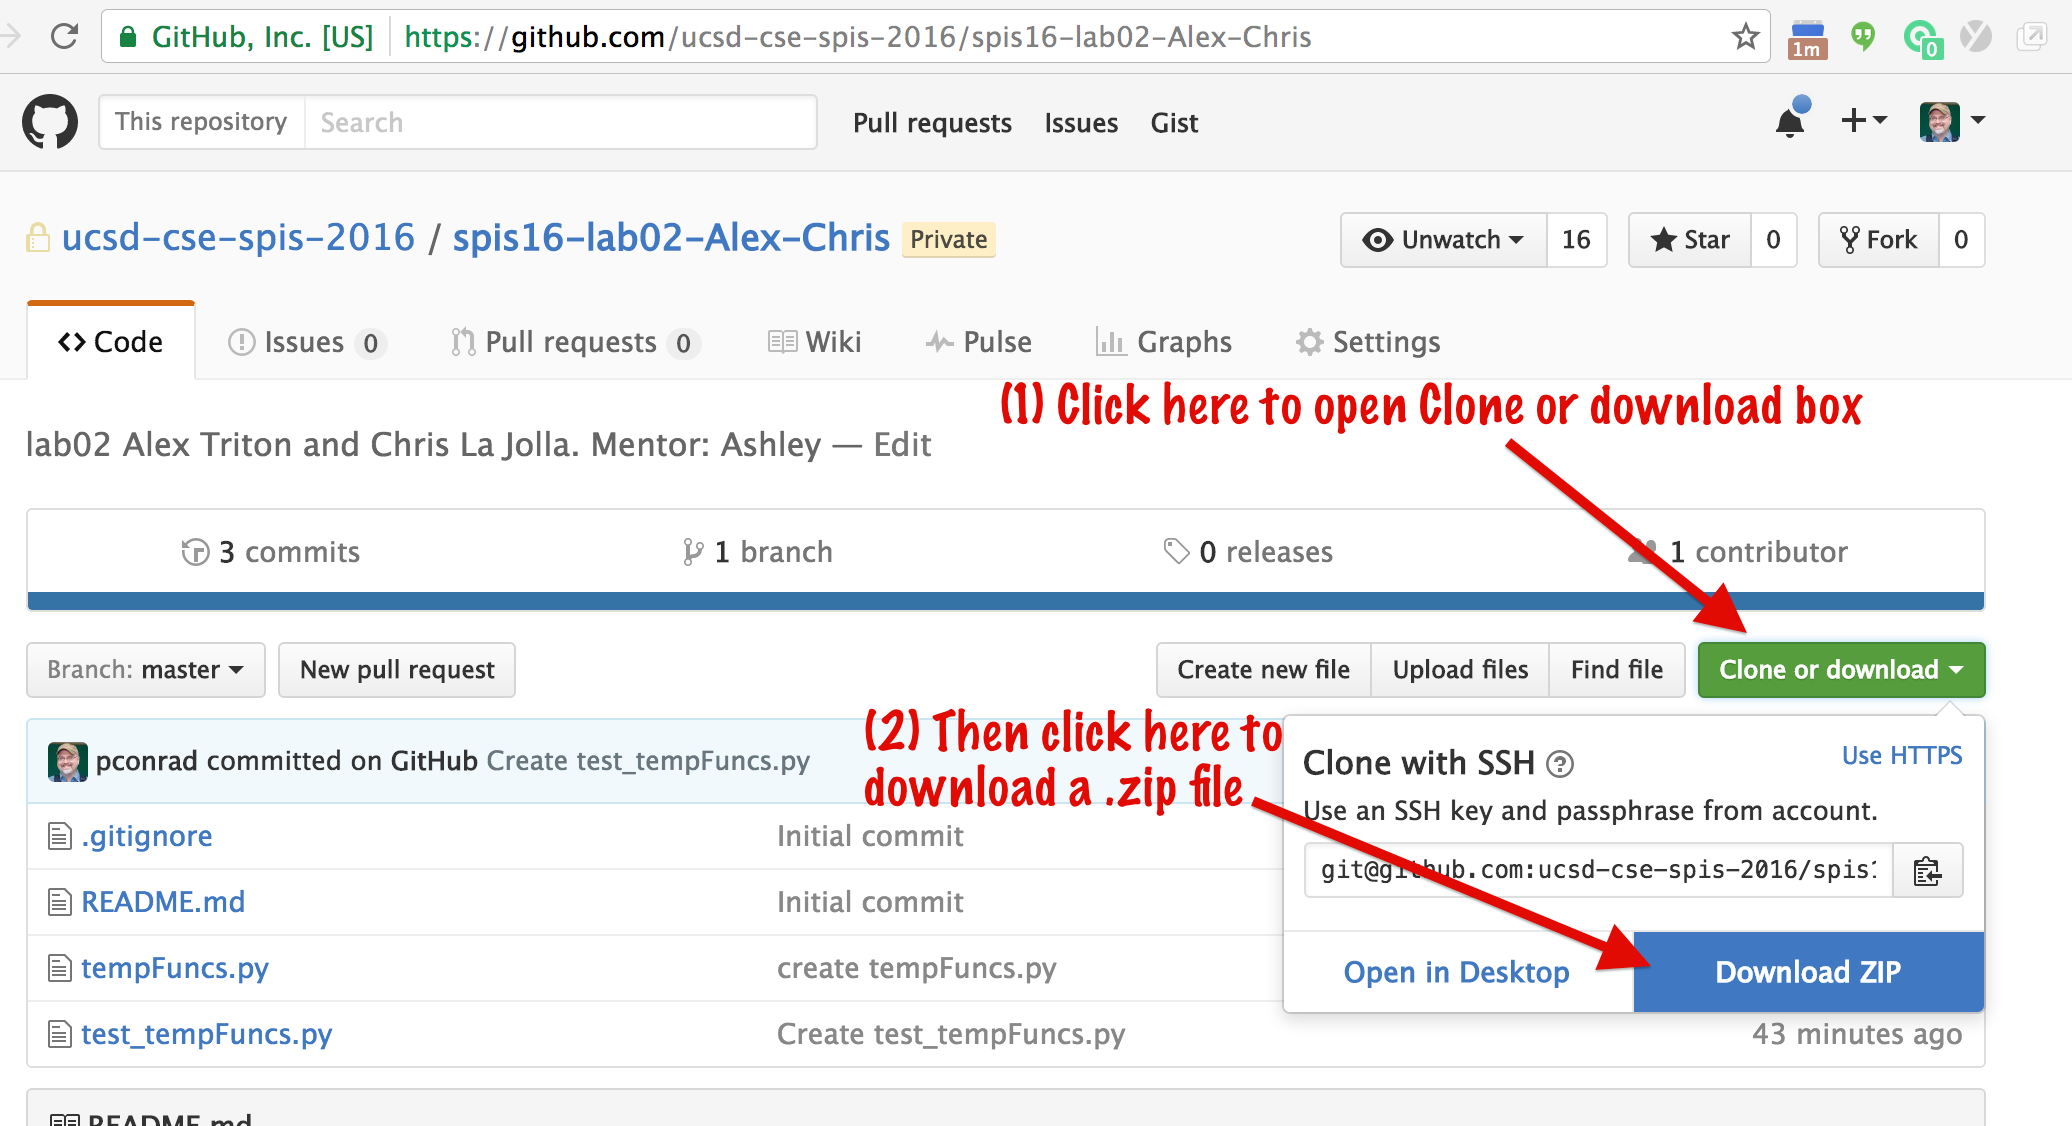 GitHub, Inc. [US] https://github.com/ucsd-cse-spis-2016/spis16-lab02-Alex-Chris
1m
0
This repository Search Pull requests Issues Gist
ucsd-cse-spis-2016 / spis16-lab02-Alex-Chris Private
Unwatch 16 Star 0 Fork 0
Code Issues 0 Pull requests 0 Wiki Pulse Graphs Settings
(1) Click here to open Clone or download box
lab02 Alex Triton and Chris La Jolla. Mentor: Ashley — Edit
3 commits 1 branch 0 releases 1 contributor
Branch: master New pull request Create new file Upload files Find file Clone or download
(2) Then click here to
download a .zip file
pconrad committed on GitHub Create test_tempFuncs.py
Clone with SSH ? Use HTTPS
Use an SSH key and passphrase from account.
git@github.com:ucsd-cse-spis-2016/spis1
Open in Desktop Download ZIP
.gitignore Initial commit
README.md Initial commit
tempFuncs.py create tempFuncs.py
test_tempFuncs.py Create test_tempFuncs.py 43 minutes ago
README.md